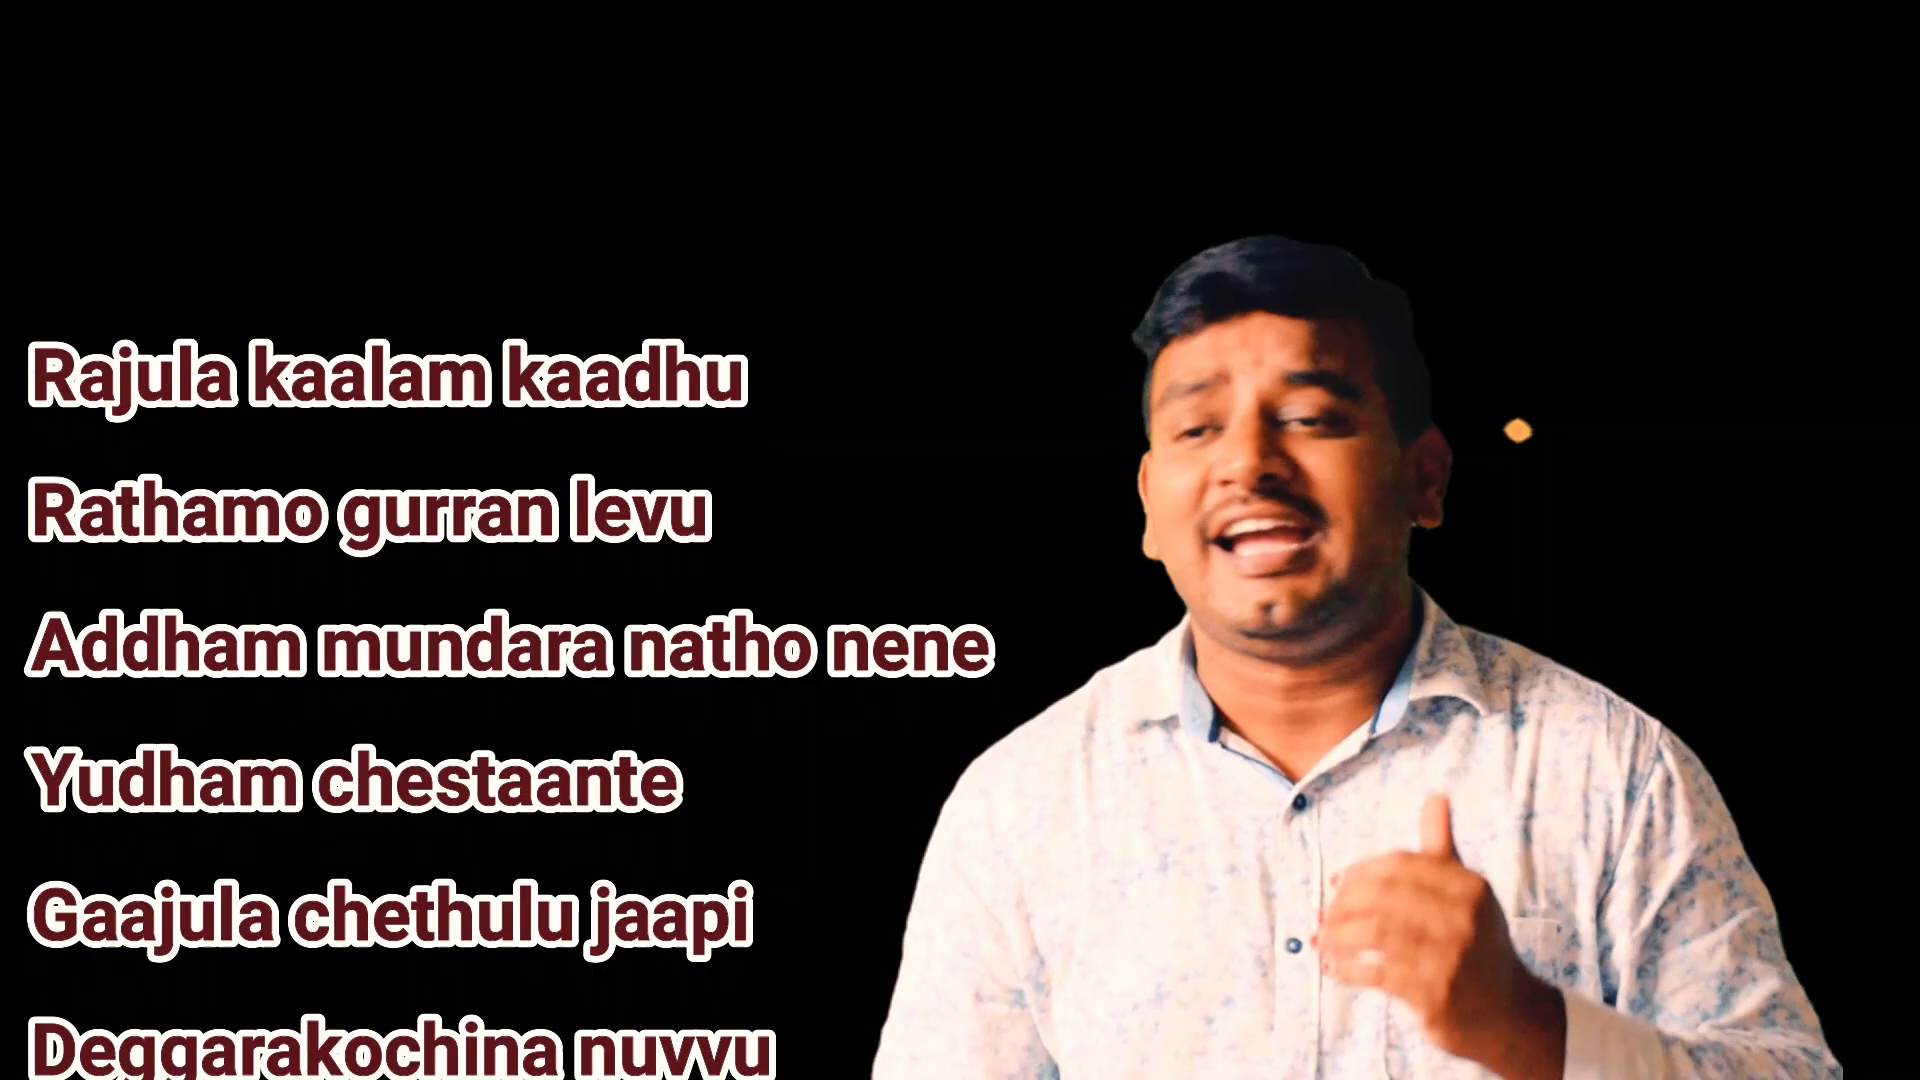 Rajula kaalam kaadhu
Rathamo gurran levu
Addham mundara natho nene
Yudham chestaante
Gaajula chethulu jaapi
Deggarakochina nuvvu